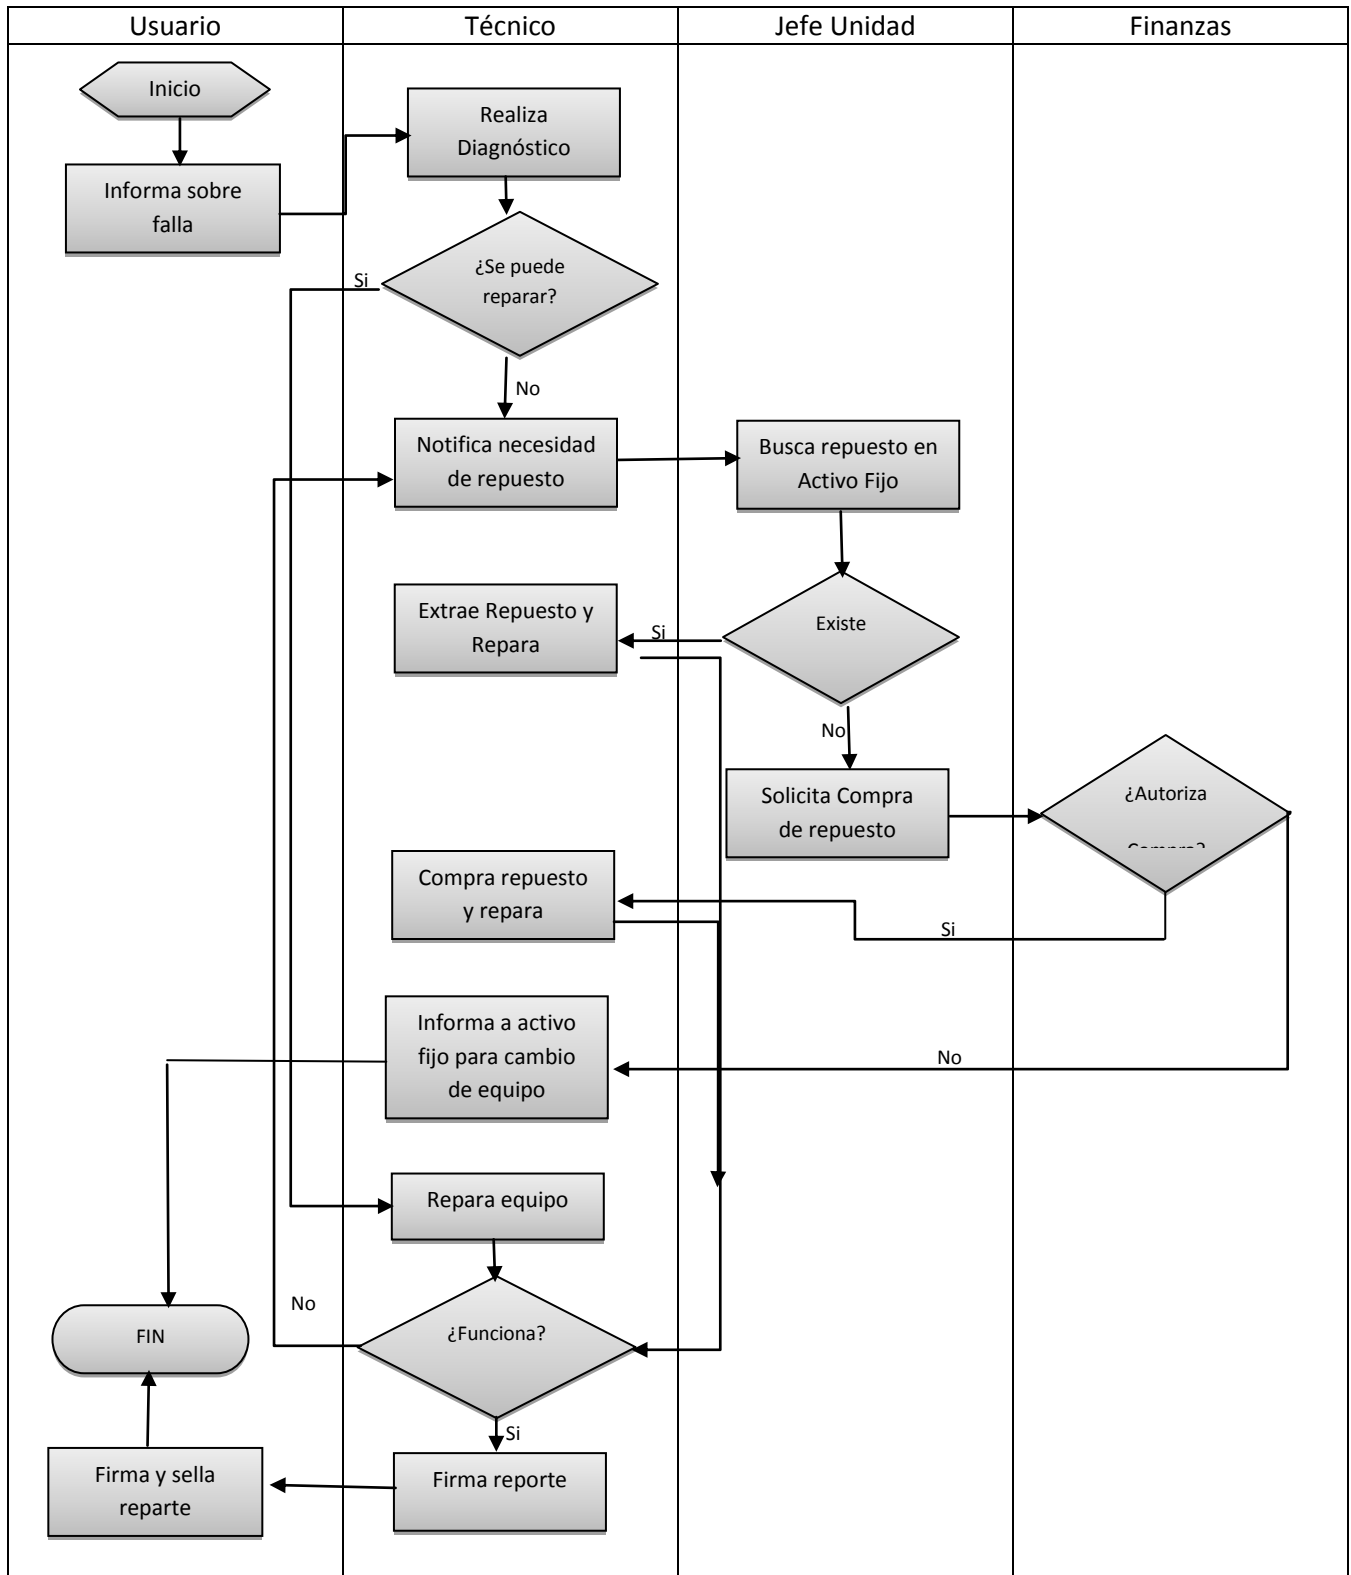 Usuario
Técnico
Jefe Unidad
Finanzas
Inicio
Realiza
Diagnóstico
Informa sobre
falla
¿Se puede
reparar?
Si
No
Notifica necesidad
de repuesto
Busca repuesto en
Activo Fijo
Extrae Repuesto y
Repara
Si
Existe
No
Solicita Compra
de repuesto
¿Autoriza
Compra?
Compra repuesto
y repara
Si
Informa a activo
fijo para cambio
de equipo
No
Repara equipo
No
FIN
¿Funciona?
Si
Firma y sella
reparte
Firma reporte